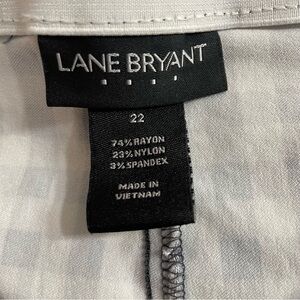 LANE BRYANT
22
74% RAYON
23% NYLON
3% SPANDEX
MADE IN
VIETNAM